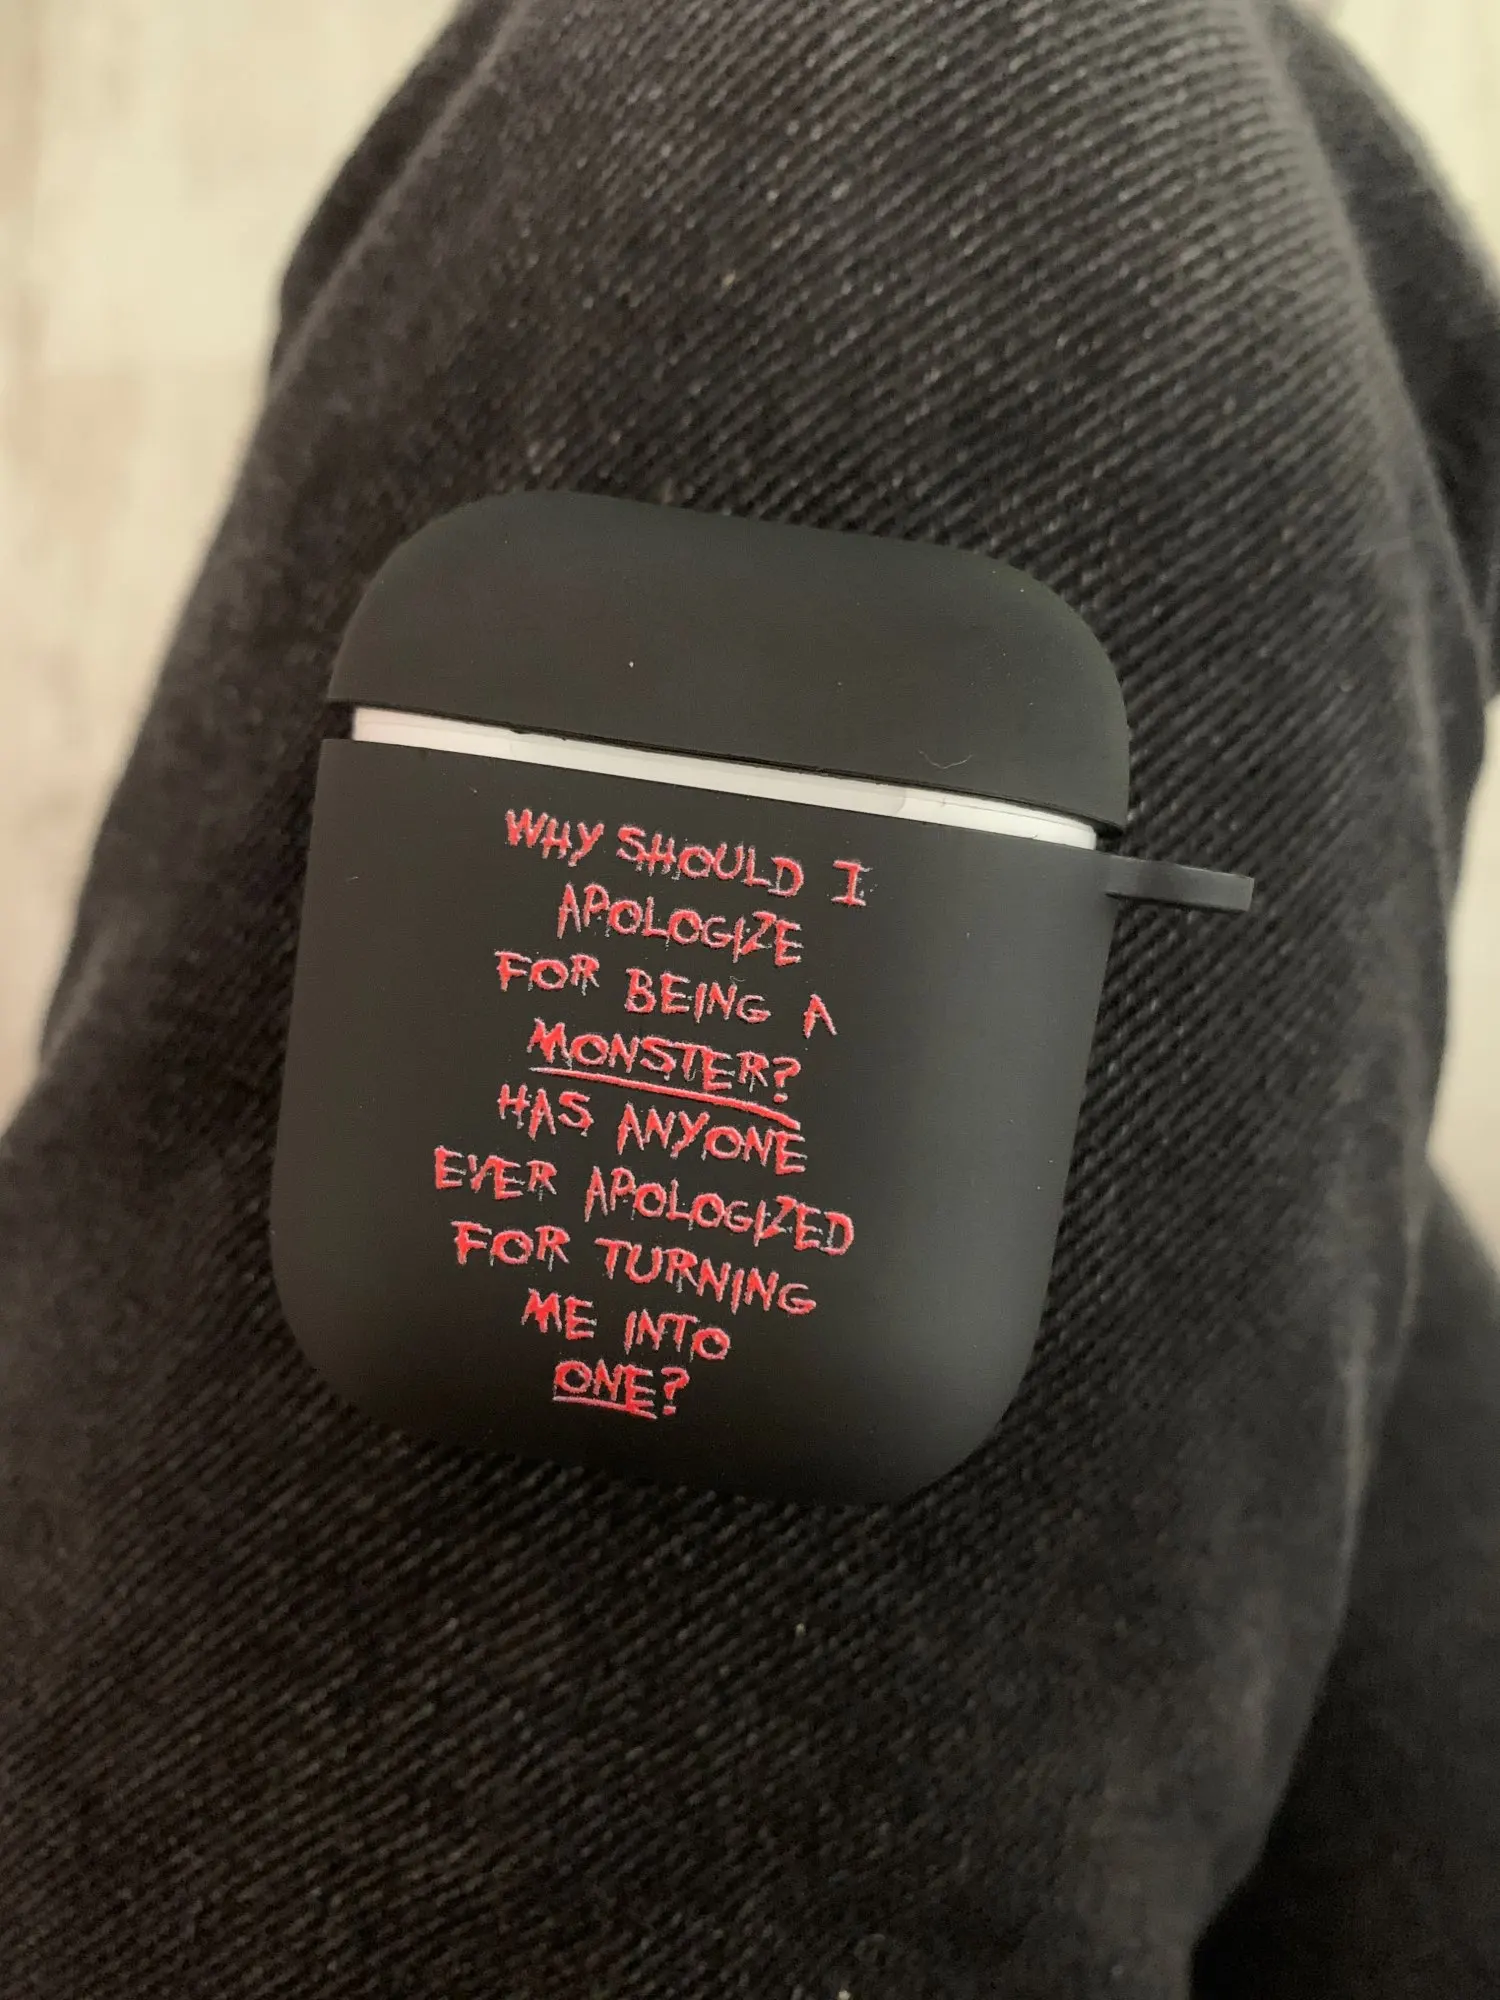 WHY SHOULD I
APOLOGIZE
FOR BEING A
MONSTER?
HAS ANYONE
EVER APOLOGIZED
FOR TURNING
ME INTO
ONE?